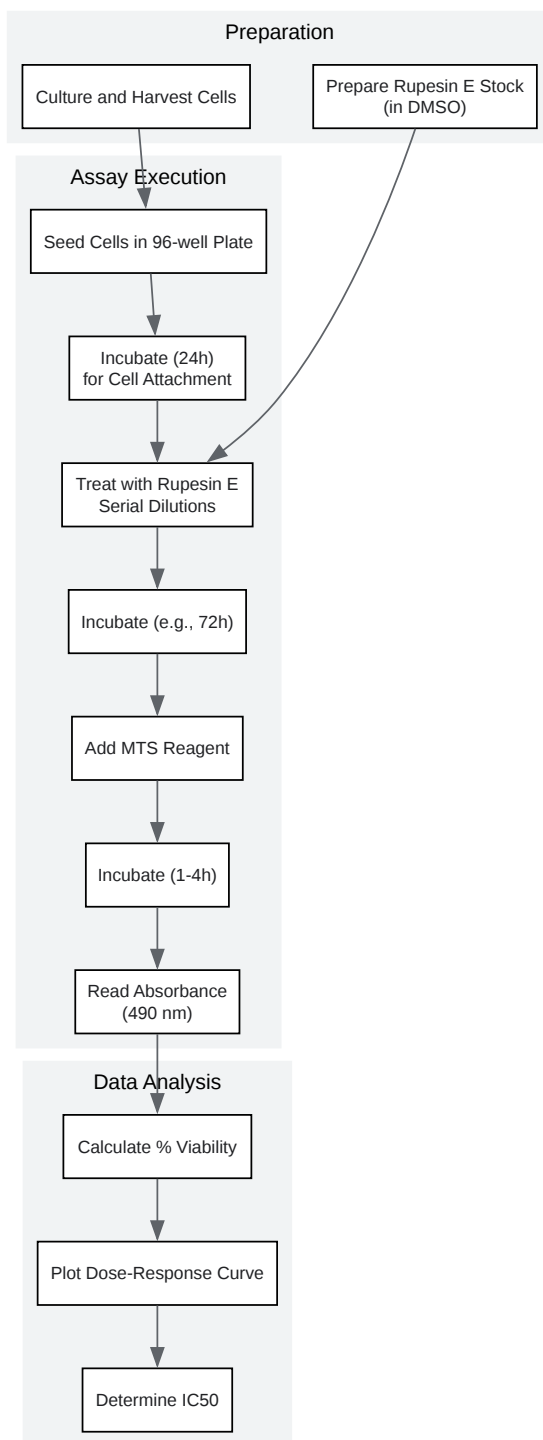 Preparation
Culture and Harvest Cells
Prepare Rupesin E Stock
(in DMSO)
Assay Execution
Seed Cells in 96-well Plate
Incubate (24h)
for Cell Attachment
Treat with Rupesin E
Serial Dilutions
Incubate (e.g., 72h)
Add MTS Reagent
Incubate (1-4h)
Read Absorbance
(490 nm)
Data Analysis
Calculate % Viability
Plot Dose-Response Curve
Determine IC50